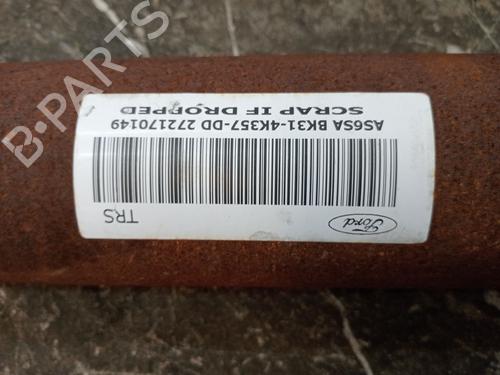 SCRAP IF DROPPED
AS6SA BK31-4K357-DD 272170149
TRS
Ford
B-PARTS